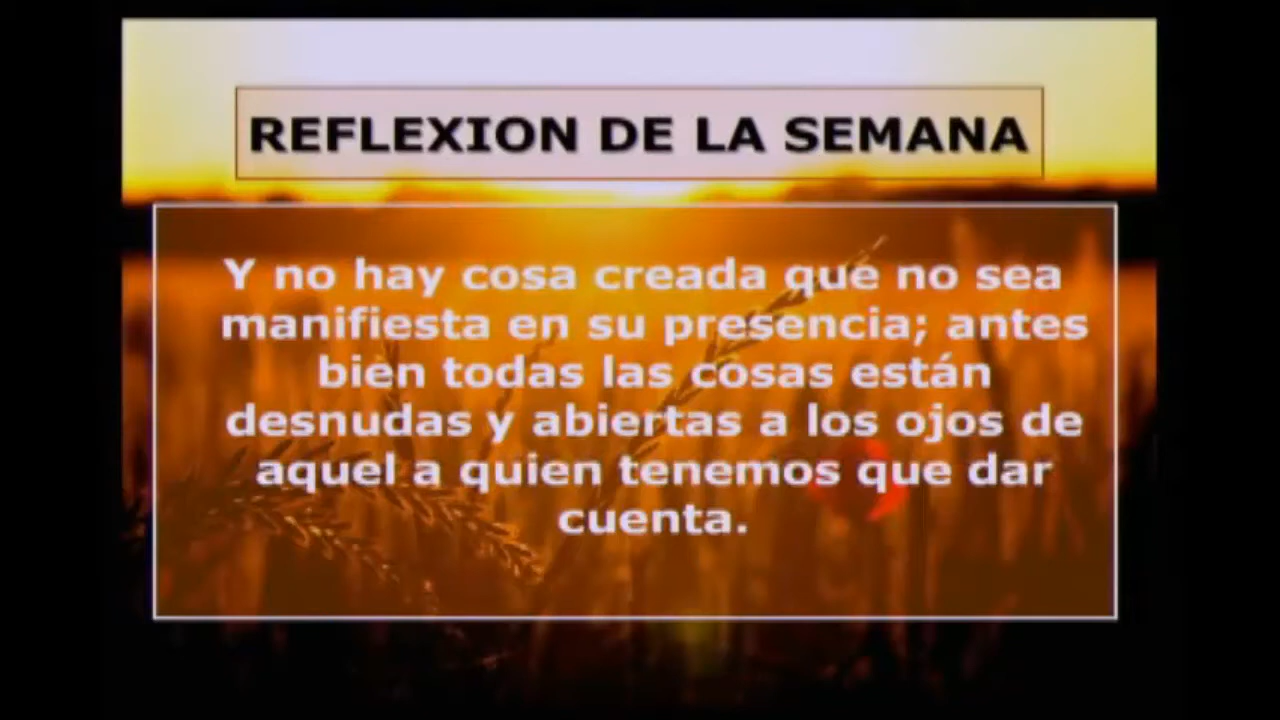 REFLEXION DE LA SEMANA
Y no hay cosa creada que no sea
manifiesta en su presencia; antes
bien todas las cosas están
desnudas y abiertas a los ojos de
aquel a quien tenemos que dar
cuenta.